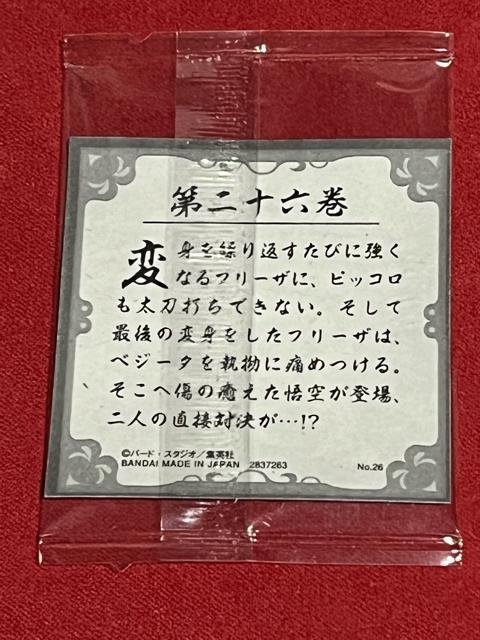 第二十六巻
変身を繰り返すたびに強く
なるフリーザに、ピッコロ
も太刀打ちできない。そして
最後の変身をしたフリーザは、
ベジータを執拗に痛めつける。
そこへ傷の癒えた悟空が登場、
二人の直接対決が…!?
©バード・スタジオ／集英社
BANDAI MADE IN JAPAN 2837263 No.26